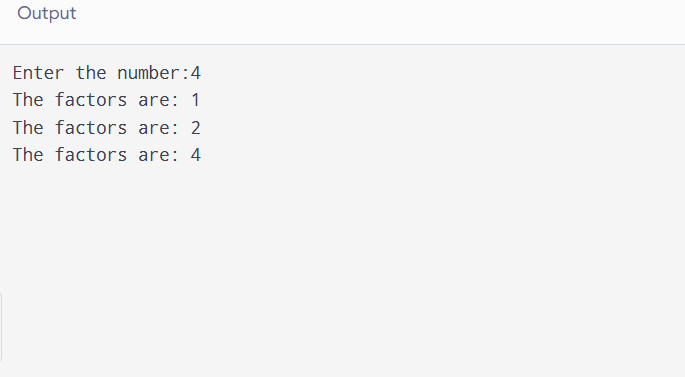 Output
Enter the number:4
The factors are: 1
The factors are: 2
The factors are: 4